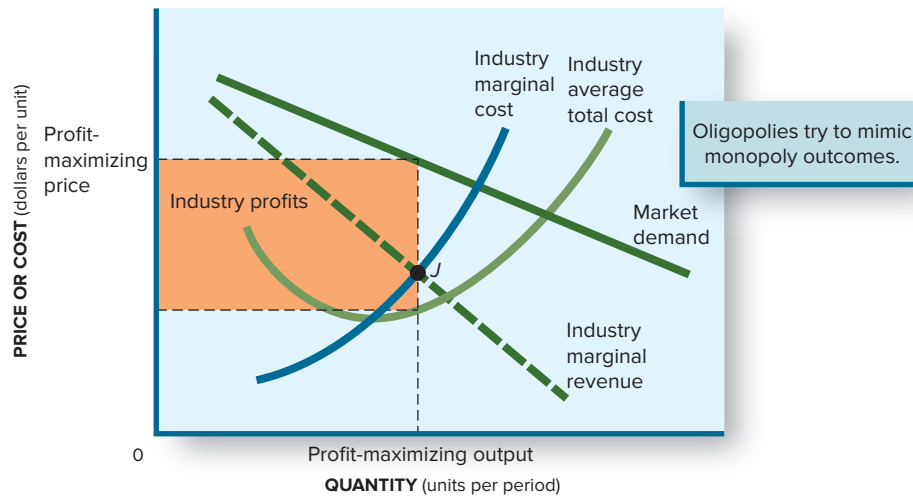 Industry
marginal
cost
Industry
average
total cost
Oligopolies try to mimic
monopoly outcomes.
Profit-
maximizing
price
Industry profits
Market
demand
J
Industry
marginal
revenue
PRICE OR COST (dollars per unit)
0
Profit-maximizing output
QUANTITY (units per period)